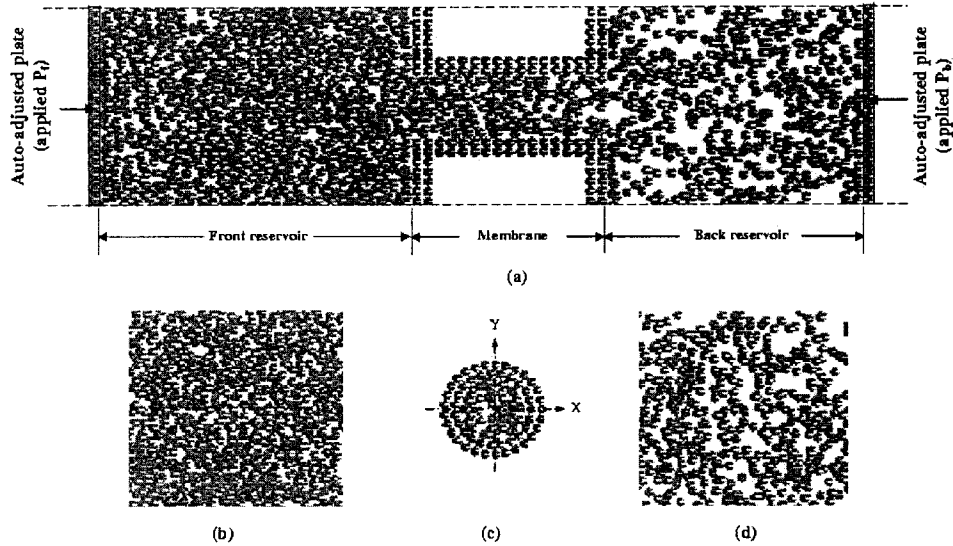 Auto-adjusted plate
(applied P_f)
Auto-adjusted plate
(applied P_b)
Front reservoir
Membrane
Back reservoir
(a)
Y
X
(b)
(c)
(d)